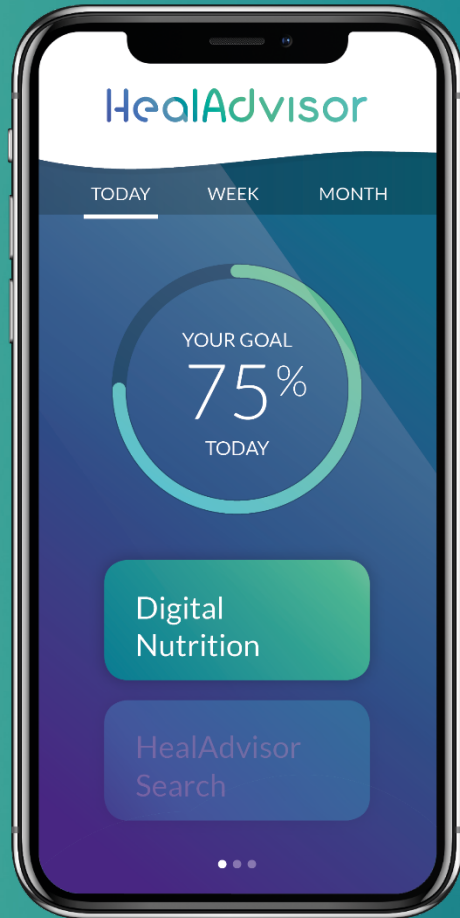 HealAdvisor
TODAY WEEK MONTH
YOUR GOAL
75%
TODAY
Digital
Nutrition
HealAdvisor
Search